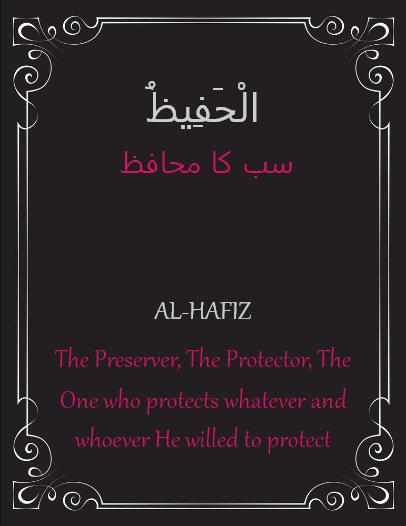 الْحَفِيظُ
سب كا محافظ
AL-HAFIZ
The Preserver, The Protector, The
One who protects whatever and
whoever He willed to protect